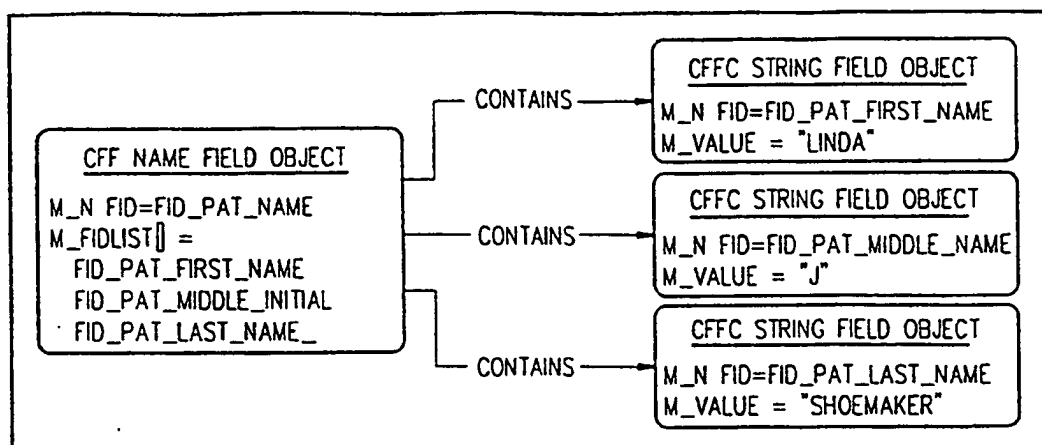 CFF NAME FIELD OBJECT
M_N FID=FID_PAT_NAME
M_FIDLIST[] =
FID_PAT_FIRST_NAME
FID_PAT_MIDDLE_INITIAL
FID_PAT_LAST_NAME_
CONTAINS
CFFC STRING FIELD OBJECT
M_N FID=FID_PAT_FIRST_NAME
M_VALUE = "LINDA"
CONTAINS
CFFC STRING FIELD OBJECT
M_N FID=FID_PAT_MIDDLE_NAME
M_VALUE = "J"
CONTAINS
CFFC STRING FIELD OBJECT
M_N FID=FID_PAT_LAST_NAME
M_VALUE = "SHOEMAKER"